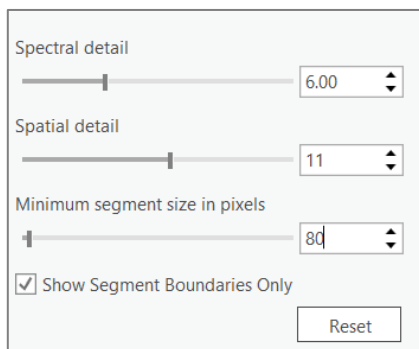 Spectral detail
6.00
Spatial detail
11
Minimum segment size in pixels
80
Show Segment Boundaries Only
Reset